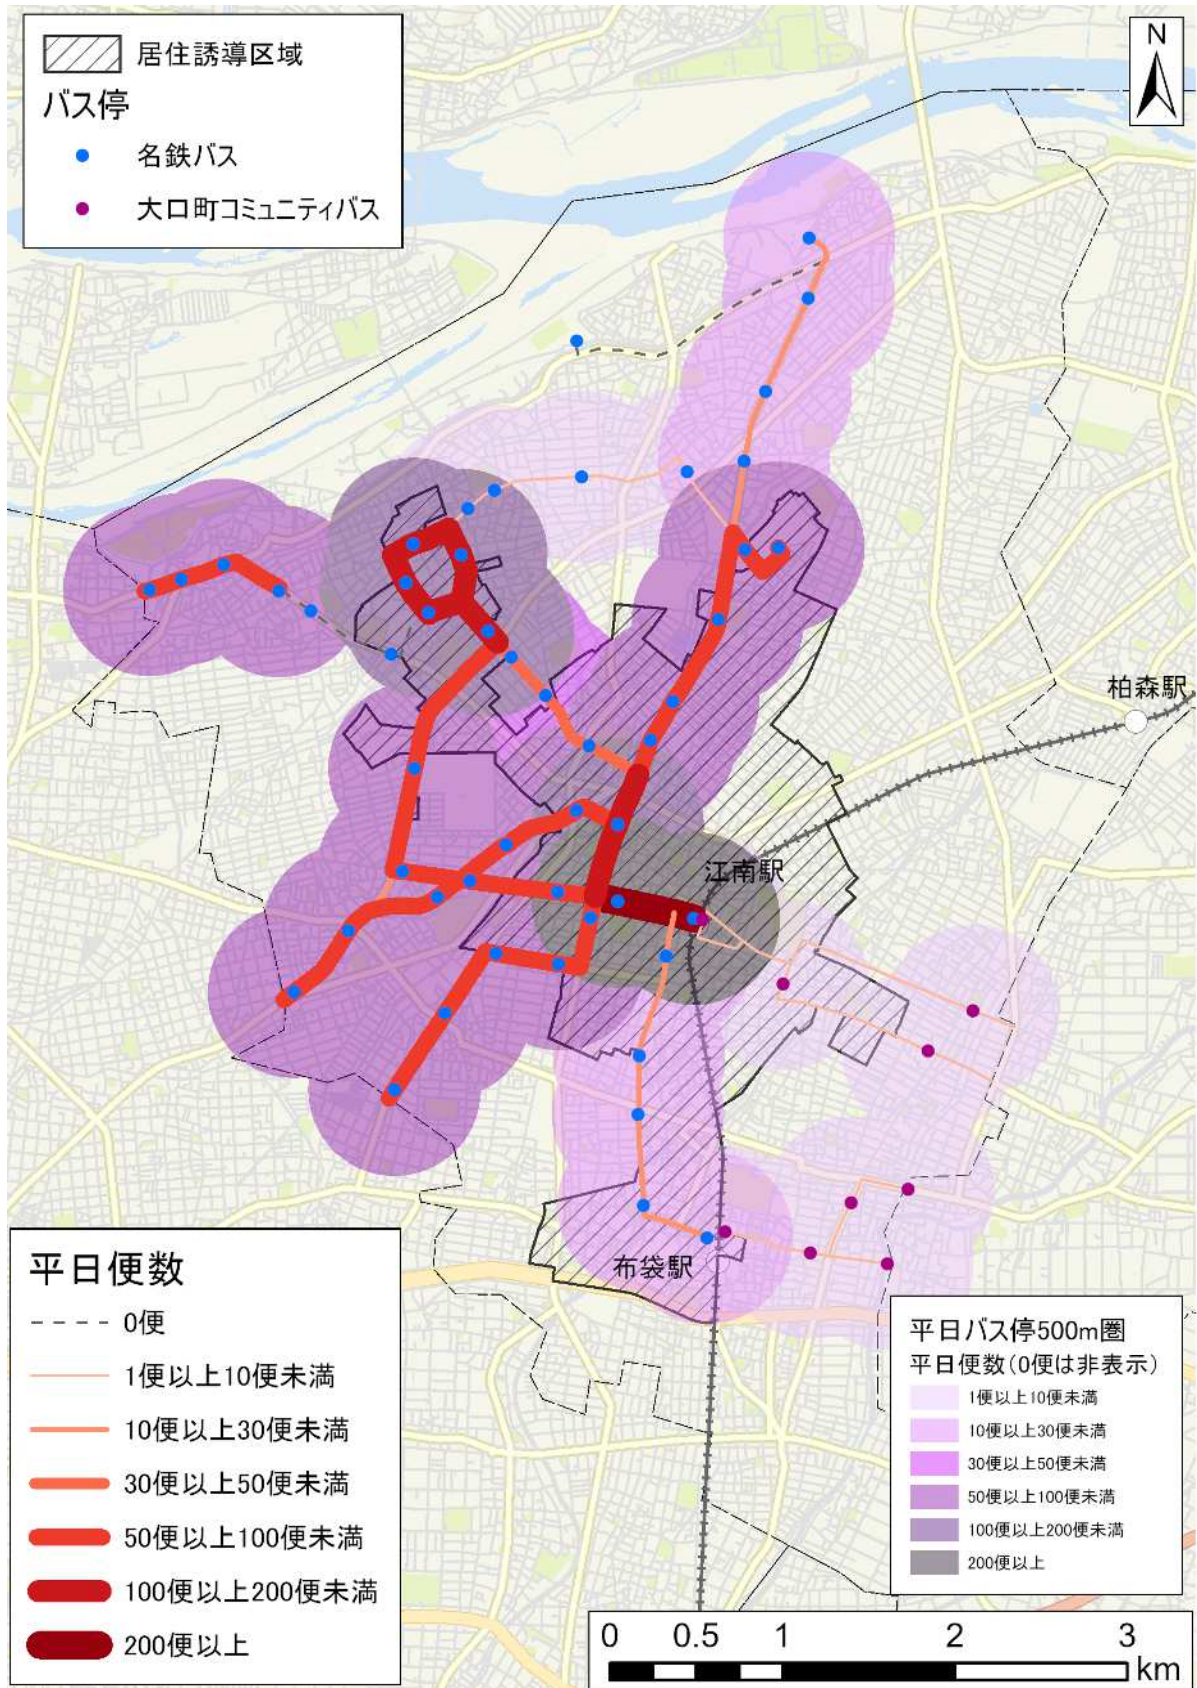 居住誘導区域
バス停
名鉄バス
大口町コミュニティバス
N
柏森駅
江南駅
布袋駅
平日便数
0便
1便以上10便未満
10便以上30便未満
30便以上50便未満
50便以上100便未満
100便以上200便未満
200便以上
平日バス停500m圏
平日便数(0便は非表示)
1便以上10便未満
10便以上30便未満
30便以上50便未満
50便以上100便未満
100便以上200便未満
200便以上
0 0.5 1 2 3
km